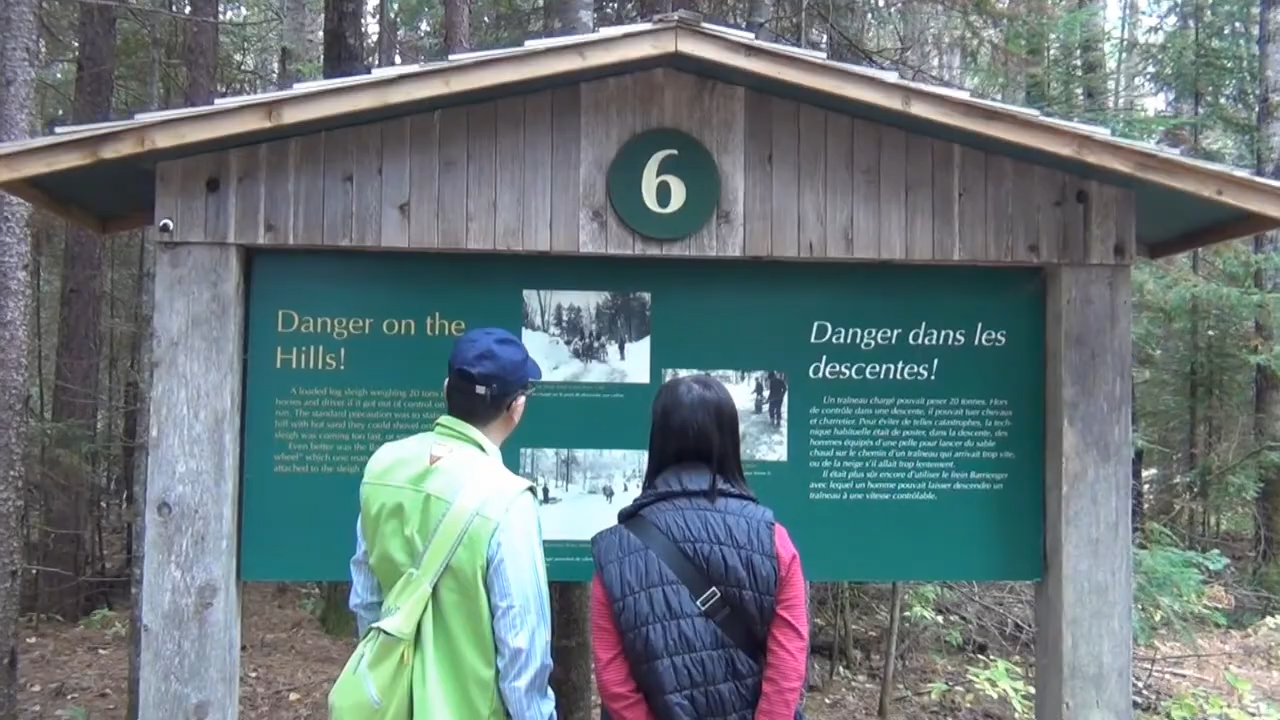 6
Danger on the
Hills!
A loaded log sleigh weighing 20 tons
horses and driver if it got out of control on
run. The standard precaution was to
hill with hot sand they could shovel
sleigh was coming too fast, or
Even better was the
wheel" which one man
attached to the sleigh
Danger dans les
descentes!
Un traîneau chargé pouvait peser 20 tonnes. Hors
de contrôle dans une descente, il pouvait tuer chevaux
et charretier. Pour éviter de telles catastrophes, la tech-
nique habituelle était de poster, dans la descente, des
hommes équipés d'une pelle pour lancer du sable
chaud sur le chemin d'un traîneau qui arrivait trop vite,
ou de la neige s'il allait trop lentement.
Il était plus sûr encore d'utiliser le frein Barrienger
avec lequel un homme pouvait laisser descendre un
traîneau à une vitesse contrôlable.